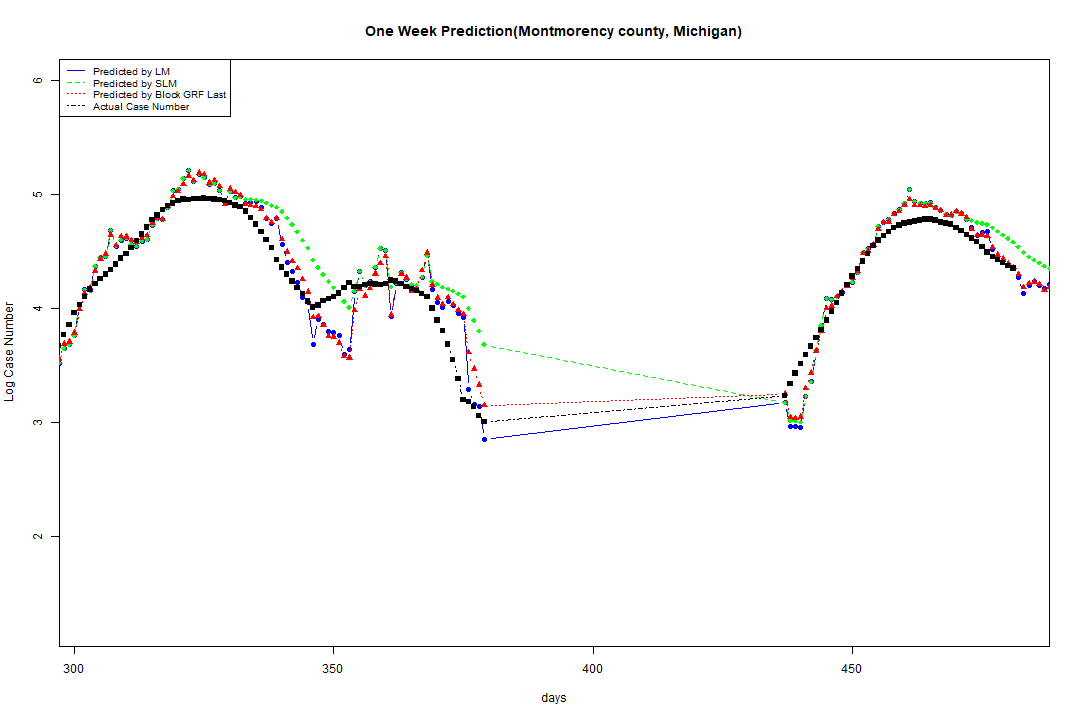 One Week Prediction(Montmorency county, Michigan)
Predicted by LM
Predicted by SLM
Predicted by Block GRF Last
Actual Case Number
6
5
4
3
2
Log Case Number
300 350 400 450
days